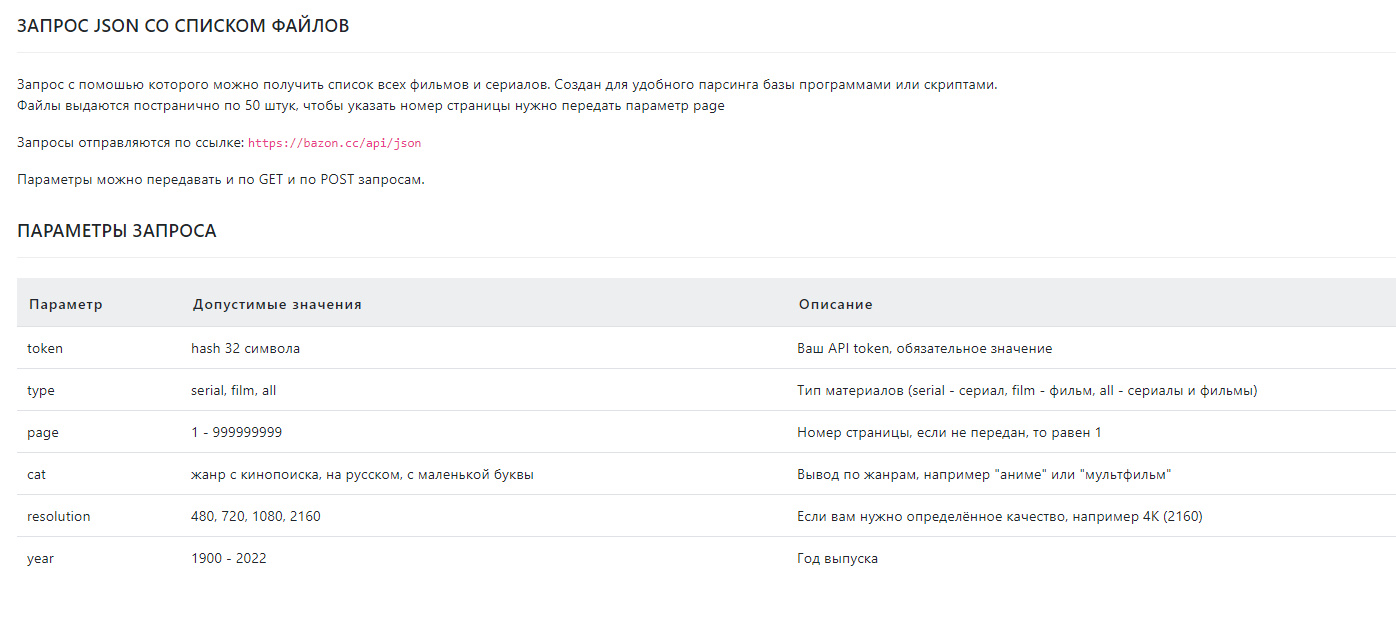 ЗАПРОС JSON СО СПИСКОМ ФАЙЛОВ
Запрос с помошью которого можно получить список всех фильмов и сериалов. Создан для удобного парсинга базы программами или скриптами.
Файлы выдаются постранично по 50 штук, чтобы указать номер страницы нужно передать параметр page
Запросы отправляются по ссылке: https://bazon.cc/api/json
Параметры можно передавать и по GET и по POST запросам.
ПАРАМЕТРЫ ЗАПРОСА
Параметр Допустимые значения Описание
token hash 32 символа Ваш API token, обязательное значение
type serial, film, all Тип материалов (serial - сериал, film - фильм, all - сериалы и фильмы)
page 1 - 999999999 Номер страницы, если не передан, то равен 1
cat жанр с кинопоиска, на русском, с маленькой буквы Вывод по жанрам, например "аниме" или "мультфильм"
resolution 480, 720, 1080, 2160 Если вам нужно определённое качество, например 4К (2160)
year 1900 - 2022 Год выпуска